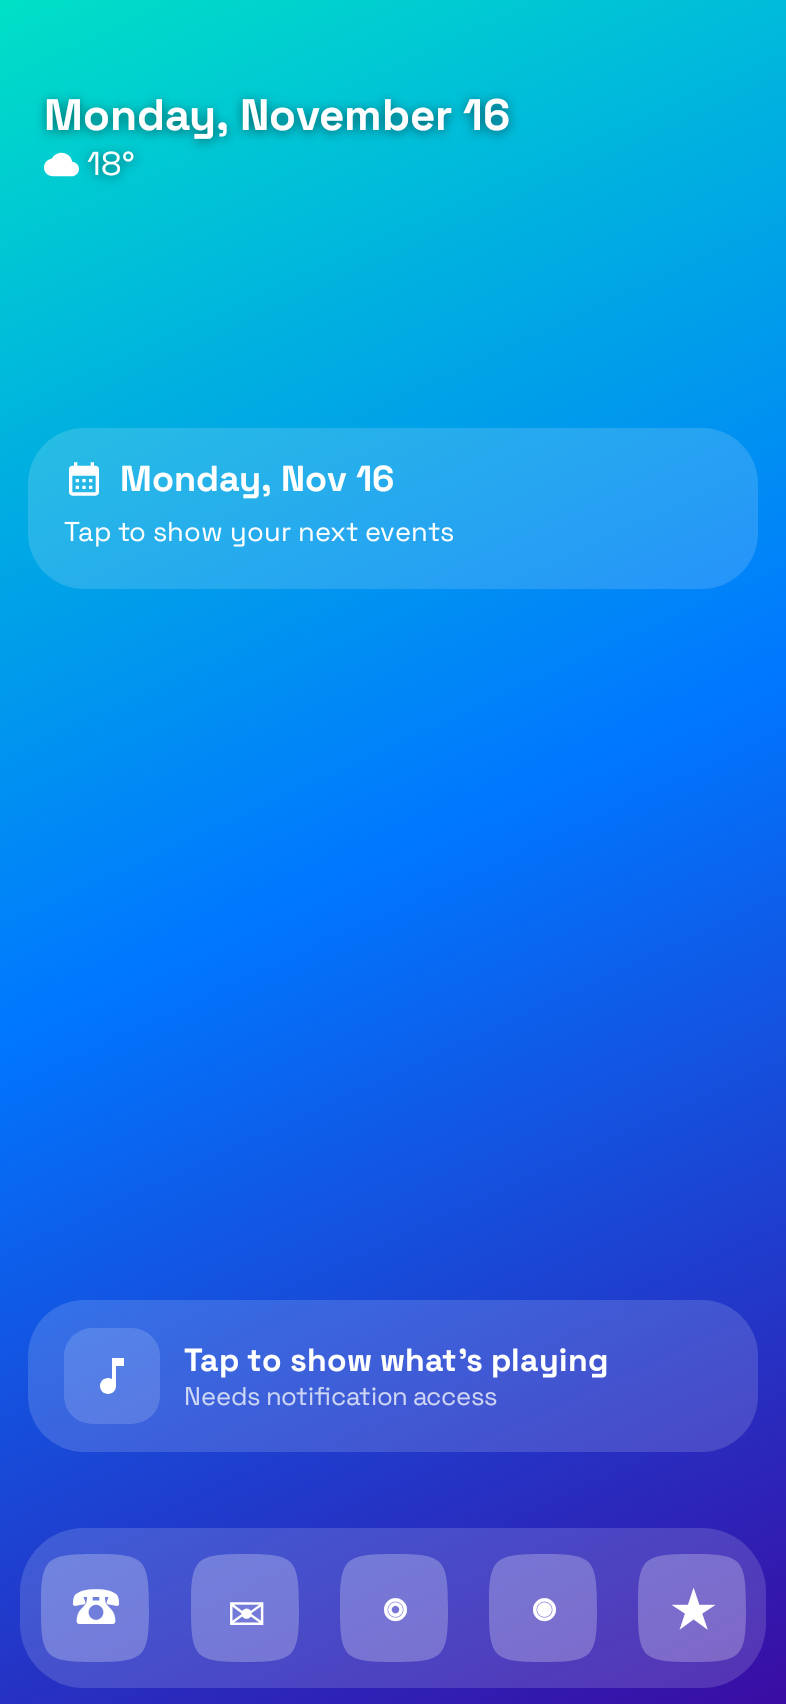 Monday, November 16
18°
Monday, Nov 16
Tap to show your next events
Tap to show what’s playing
Needs notification access